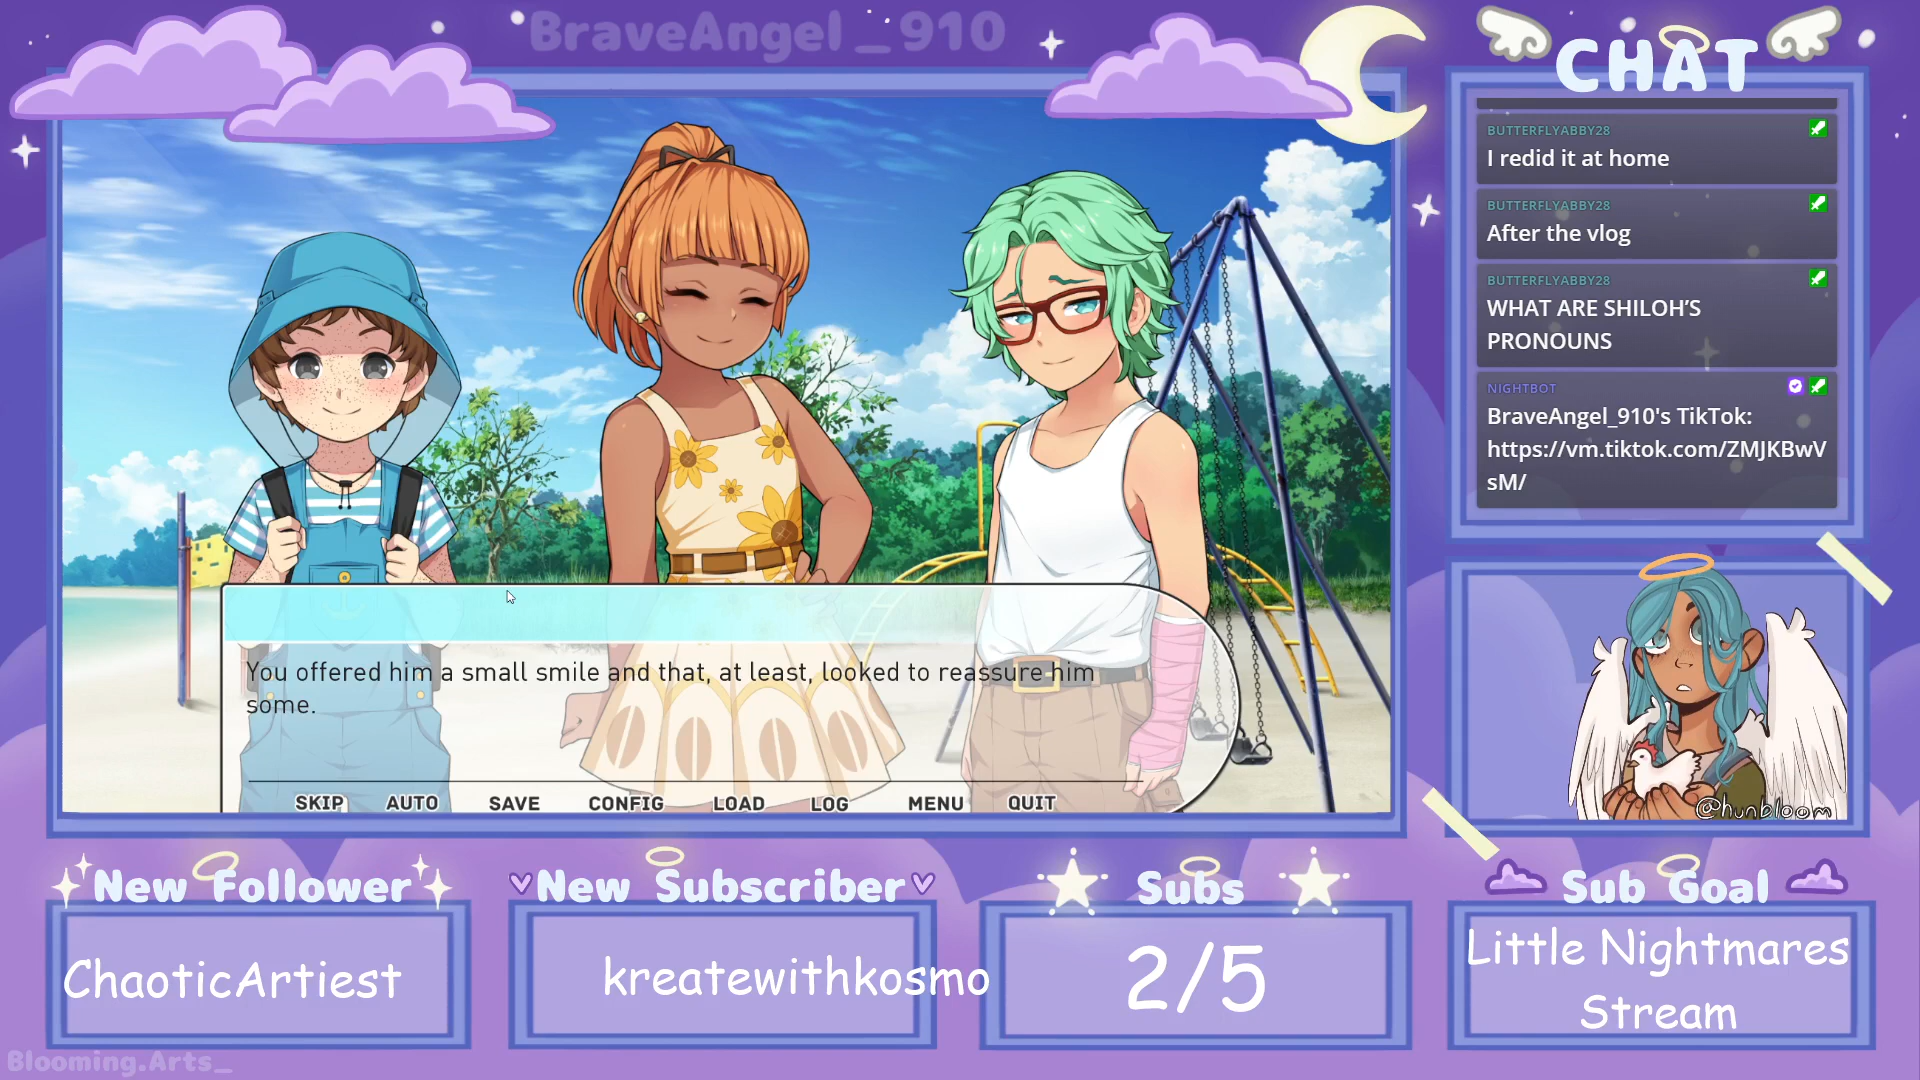 BraveAngel_910
CHAT
BUTTERFLYABBY28
I redid it at home
BUTTERFLYABBY28
After the vlog
BUTTERFLYABBY28
WHAT ARE SHILOH’S
PRONOUNS
NIGHTBOT
BraveAngel_910's TikTok:
https://vm.tiktok.com/ZMJKBwV
sM/
You offered him a small smile and that, at least, looked to reassure him
some.
SKIP AUTO SAVE CONFIG LOAD LOG MENU QUIT
@hunbloom
New Follower
ChaoticArtiest
New Subscriber
kreatewithkosmo
Subs
2/5
Sub Goal
Little Nightmares
Stream
Blooming.Arts_